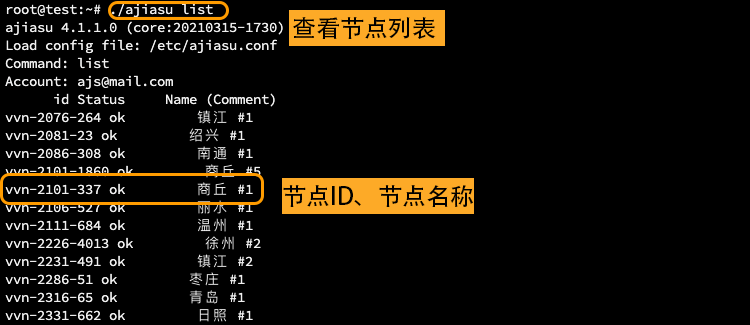 root@test:~# ./ajiasu list
查看节点列表
ajiasu 4.1.1.0 (core:20210315-1730)
Load config file: /etc/ajiasu.conf
Command: list
Account: ajs@mail.com
id Status Name (Comment)
vvn-2076-264 ok 镇江 #1
vvn-2081-23 ok 绍兴 #1
vvn-2086-308 ok 南通 #1
vvn-2101-1860 ok 商丘 #5
vvn-2101-337 ok 商丘 #1
节点ID、节点名称
vvn-2106-527 ok 丽水 #1
vvn-2111-684 ok 温州 #1
vvn-2226-4013 ok 徐州 #2
vvn-2231-491 ok 镇江 #2
vvn-2286-51 ok 枣庄 #1
vvn-2316-65 ok 青岛 #1
vvn-2331-662 ok 日照 #1